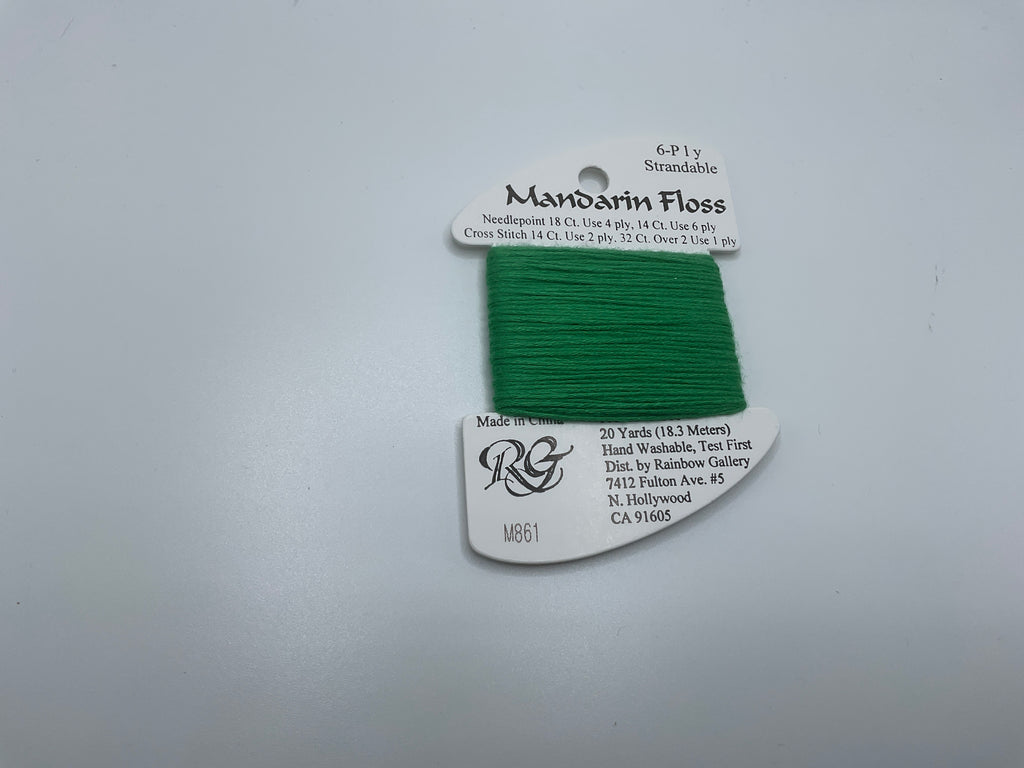 6-P l y
Strandable
Mandarin Floss
Needlepoint 18 Ct. Use 4 ply, 14 Ct. Use 6 ply
Cross Stitch 14 Ct. Use 2 ply. 32 Ct. Over 2 Use 1 ply
Made in China
RG
M861
20 Yards (18.3 Meters)
Hand Washable, Test First
Dist. by Rainbow Gallery
7412 Fulton Ave. #5
N. Hollywood
CA 91605